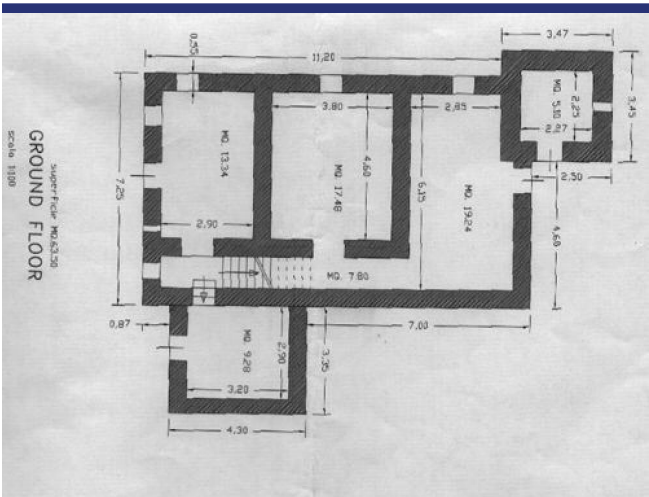 3,47
0,55
11,20
3,45
MQ. 5.10
2,25
2,27
3,80
2,85
7,25
MQ. 13.34
4,60
MQ. 17.48
6,15
MQ. 19.24
2,50
4,60
2,90
MQ. 7.80
0,87
7,00
MQ. 9.28
2,90
3,35
3,20
4,30
superficie MQ.63.50
GROUND FLOOR
scala 1:100